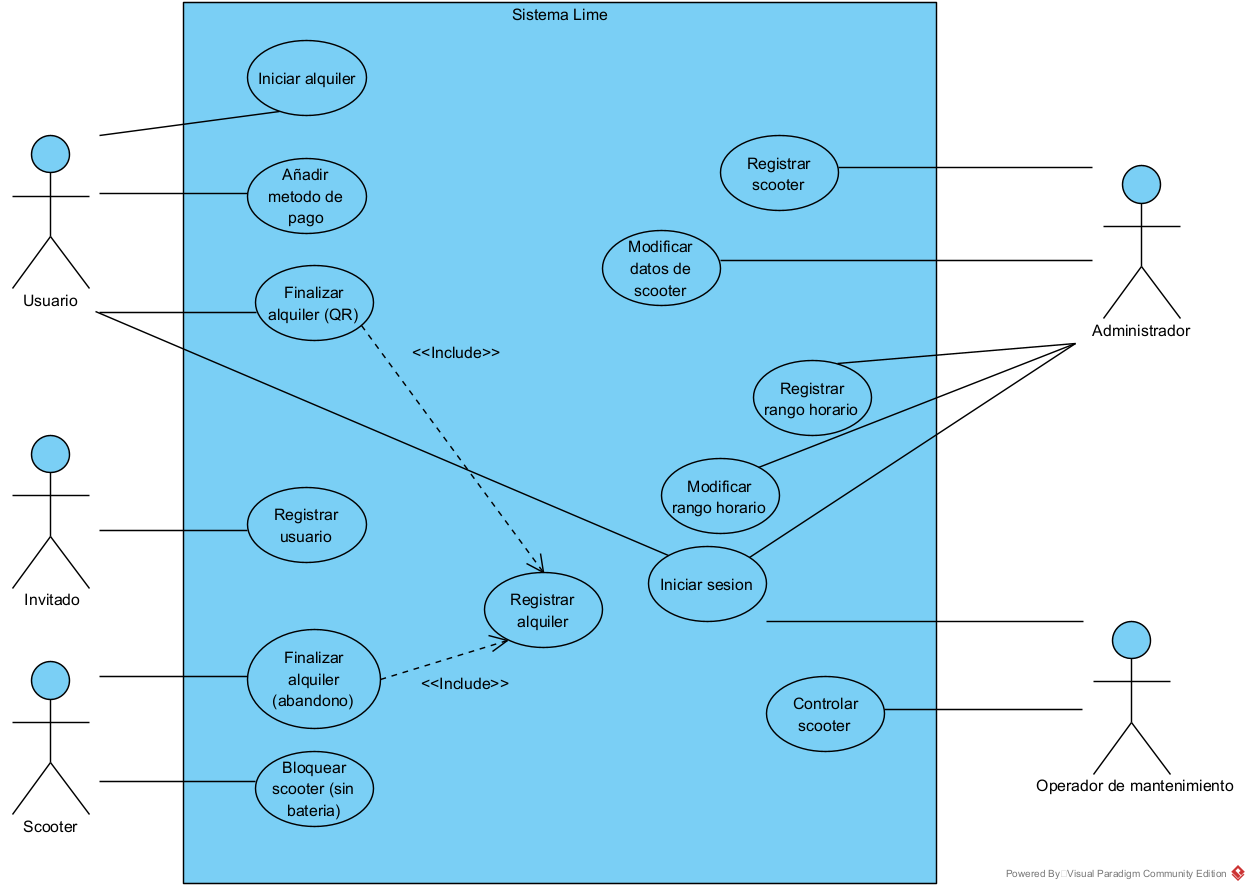 Sistema Lime
Iniciar alquiler
Añadir
metodo de
pago
Finalizar
alquiler (QR)
<<Include>>
Usuario
Registrar
scooter
Modificar
datos de
scooter
Administrador
Registrar
rango horario
Modificar
rango horario
Invitado
Registrar
usuario
Iniciar sesion
Registrar
alquiler
Finalizar
alquiler
(abandono)
<<Include>>
Controlar
scooter
Operador de mantenimiento
Bloquear
scooter (sin
bateria)
Scooter
Powered By Visual Paradigm Community Edition